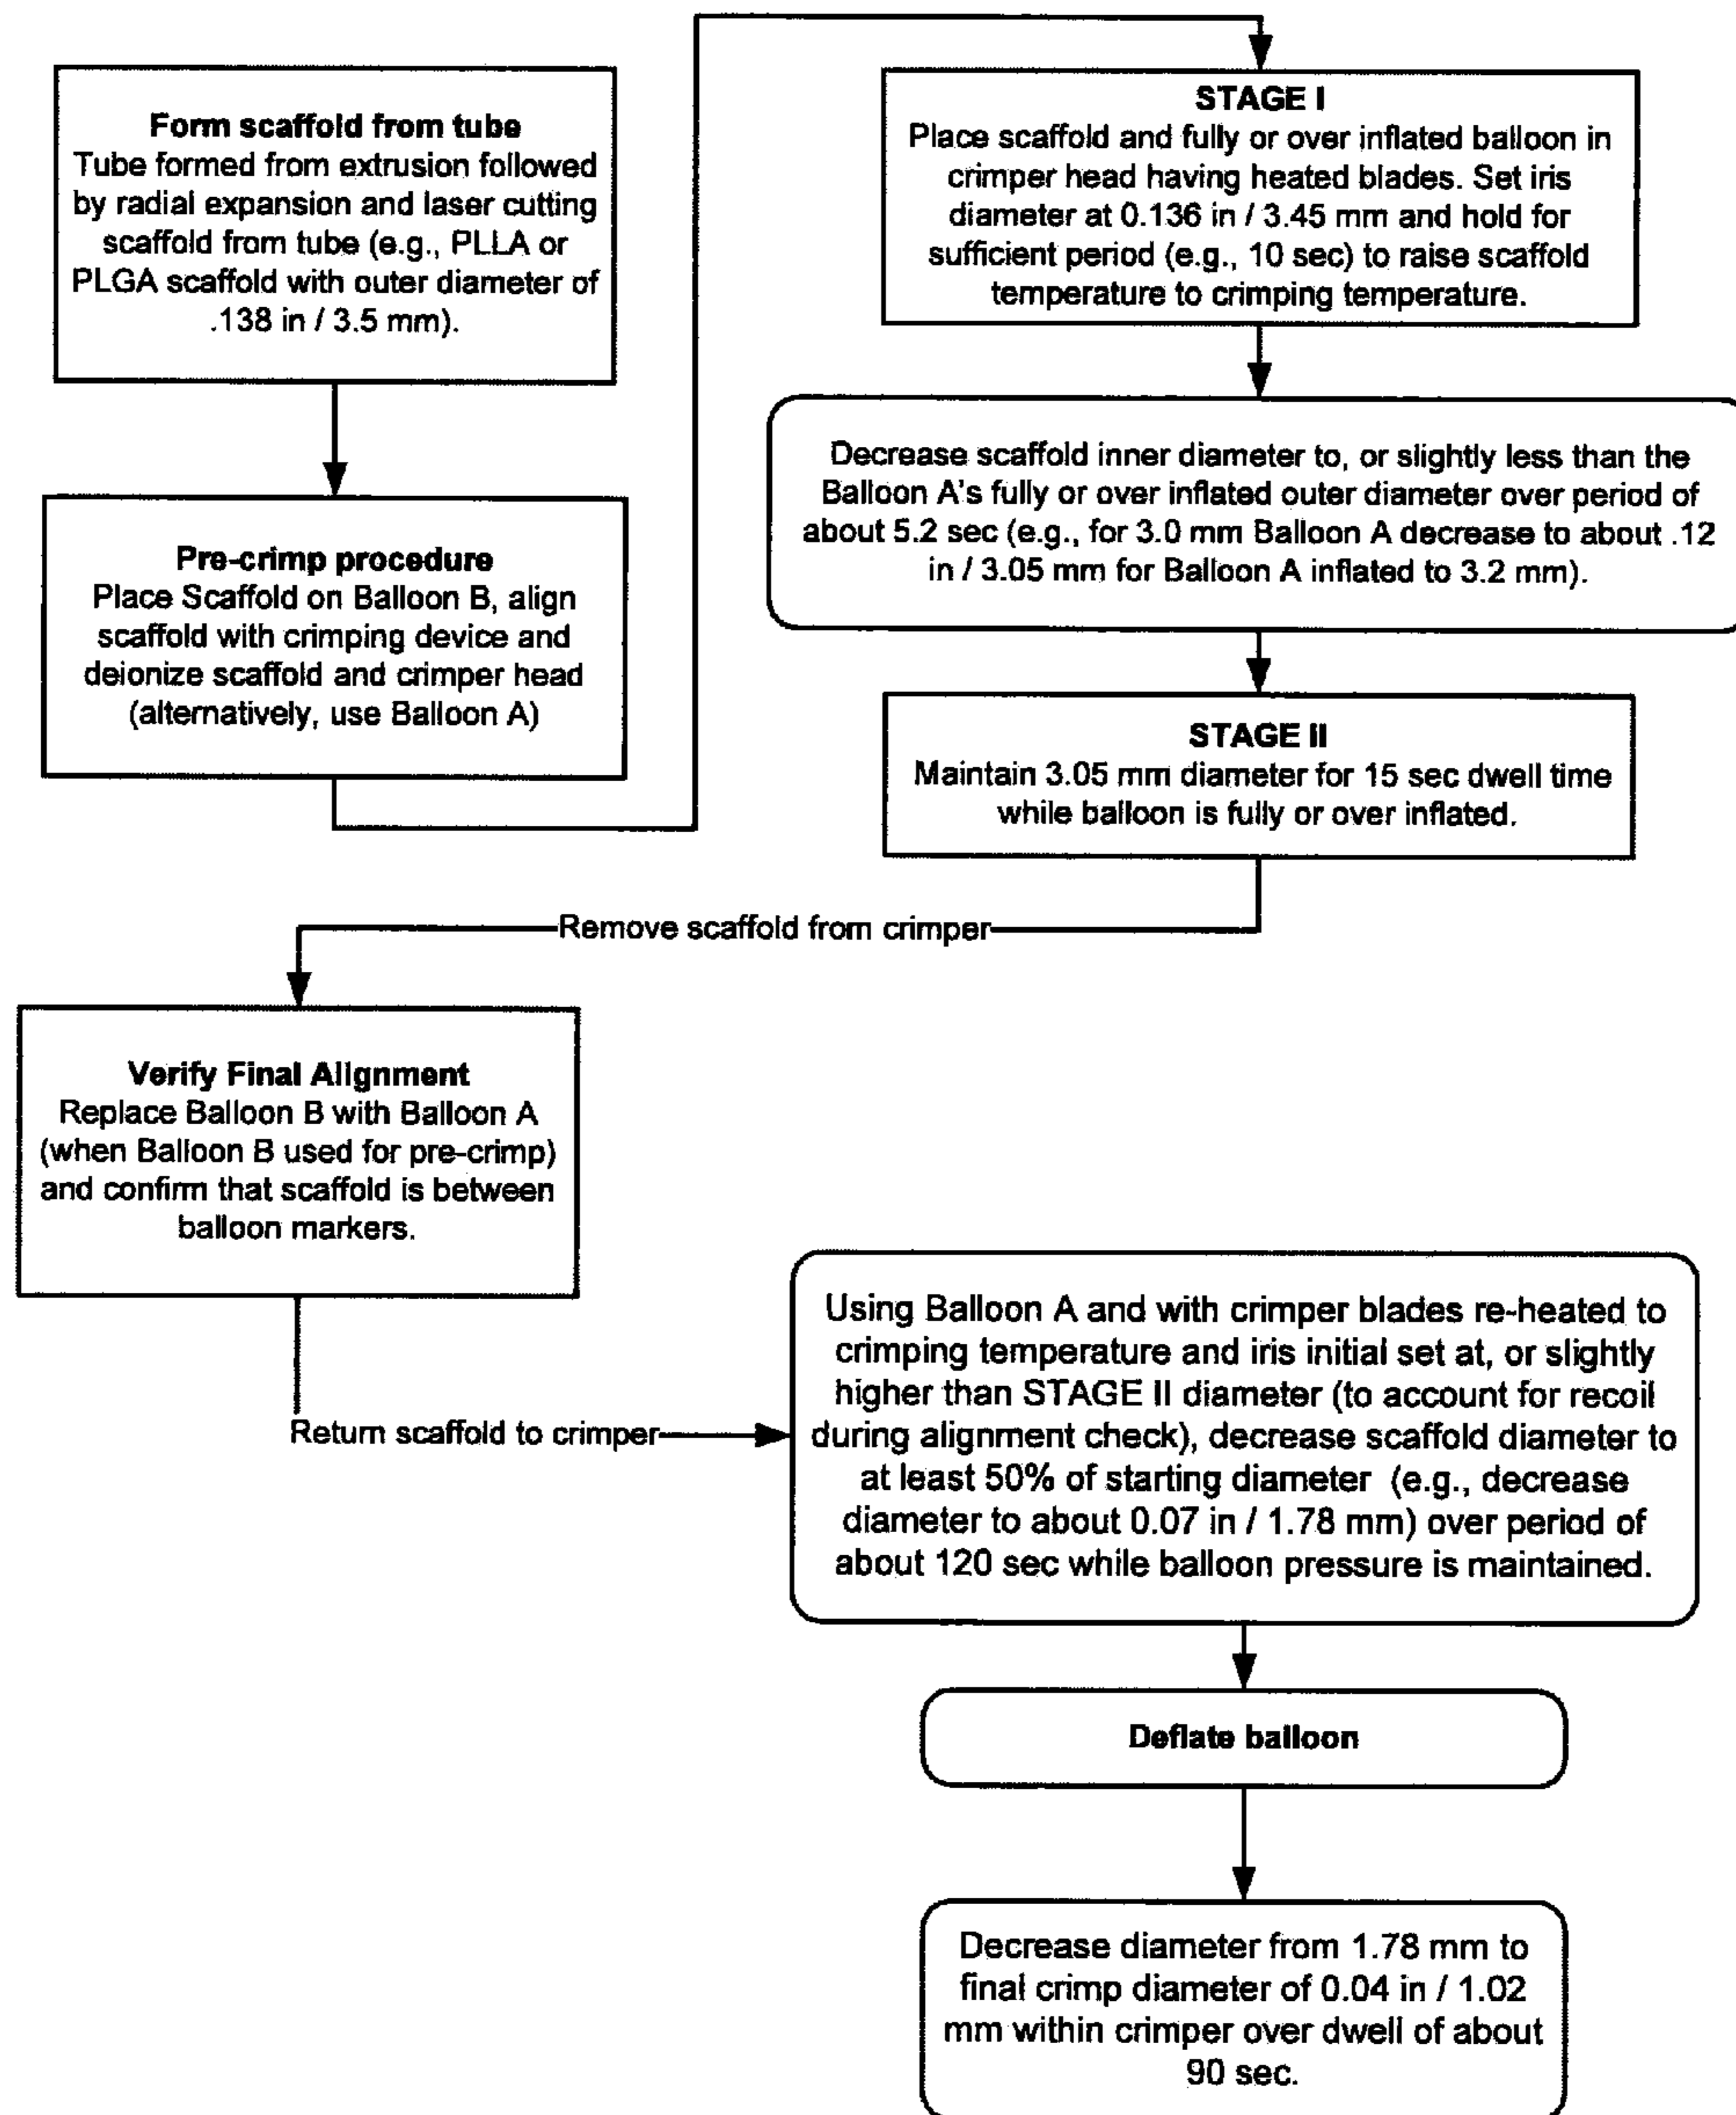 Form scaffold from tube
Tube formed from extrusion followed
by radial expansion and laser cutting
scaffold from tube (e.g., PLLA or
PLGA scaffold with outer diameter of
.138 in / 3.5 mm).
Pre-crimp procedure
Place Scaffold on Balloon B, align
scaffold with crimping device and
deionize scaffold and crimper head
(alternatively, use Balloon A)
STAGE I
Place scaffold and fully or over inflated balloon in
crimper head having heated blades. Set iris
diameter at 0.136 in / 3.45 mm and hold for
sufficient period (e.g., 10 sec) to raise scaffold
temperature to crimping temperature.
Decrease scaffold inner diameter to, or slightly less than the
Balloon A's fully or over inflated outer diameter over period of
about 5.2 sec (e.g., for 3.0 mm Balloon A decrease to about .12
in / 3.05 mm for Balloon A inflated to 3.2 mm).
STAGE II
Maintain 3.05 mm diameter for 15 sec dwell time
while balloon is fully or over inflated.
Remove scaffold from crimper
Verify Final Alignment
Replace Balloon B with Balloon A
(when Balloon B used for pre-crimp)
and confirm that scaffold is between
balloon markers.
Return scaffold to crimper
Using Balloon A and with crimper blades re-heated to
crimping temperature and iris initial set at, or slightly
higher than STAGE II diameter (to account for recoil
during alignment check), decrease scaffold diameter to
at least 50% of starting diameter (e.g., decrease
diameter to about 0.07 in / 1.78 mm) over period of
about 120 sec while balloon pressure is maintained.
Deflate balloon
Decrease diameter from 1.78 mm to
final crimp diameter of 0.04 in / 1.02
mm within crimper over dwell of about
90 sec.